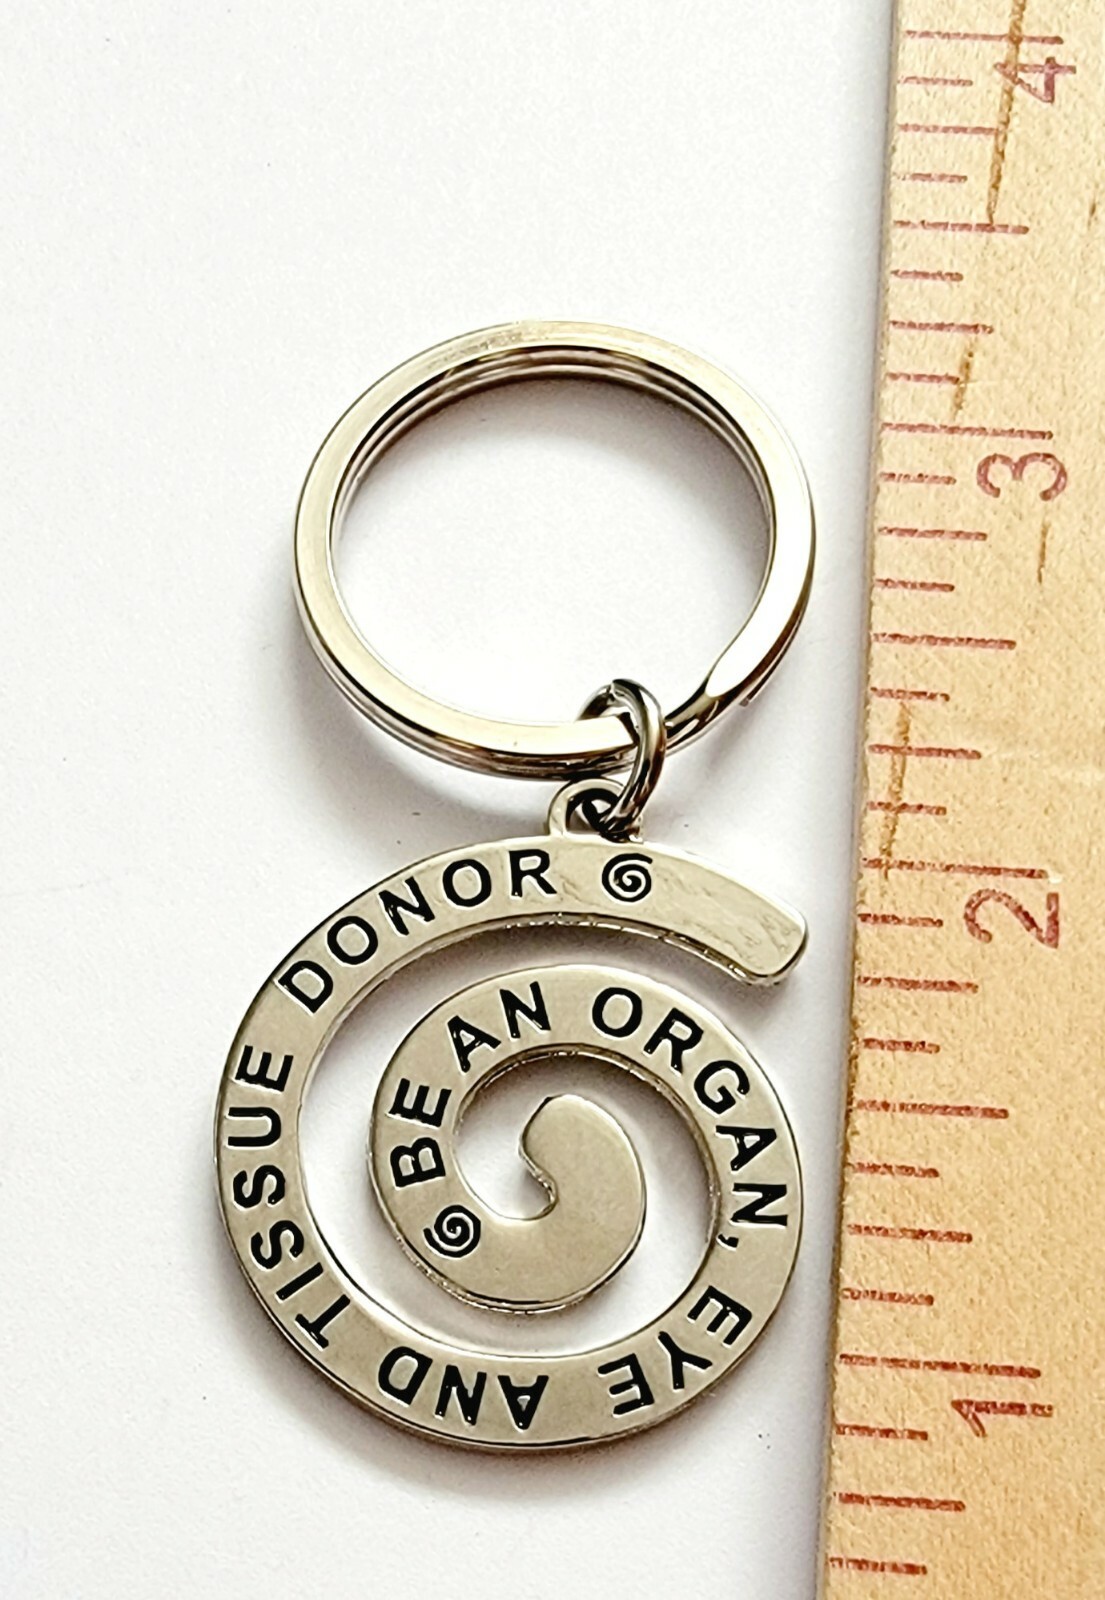 BE AN ORGAN, EYE AND TISSUE DONOR
4
3
2
1